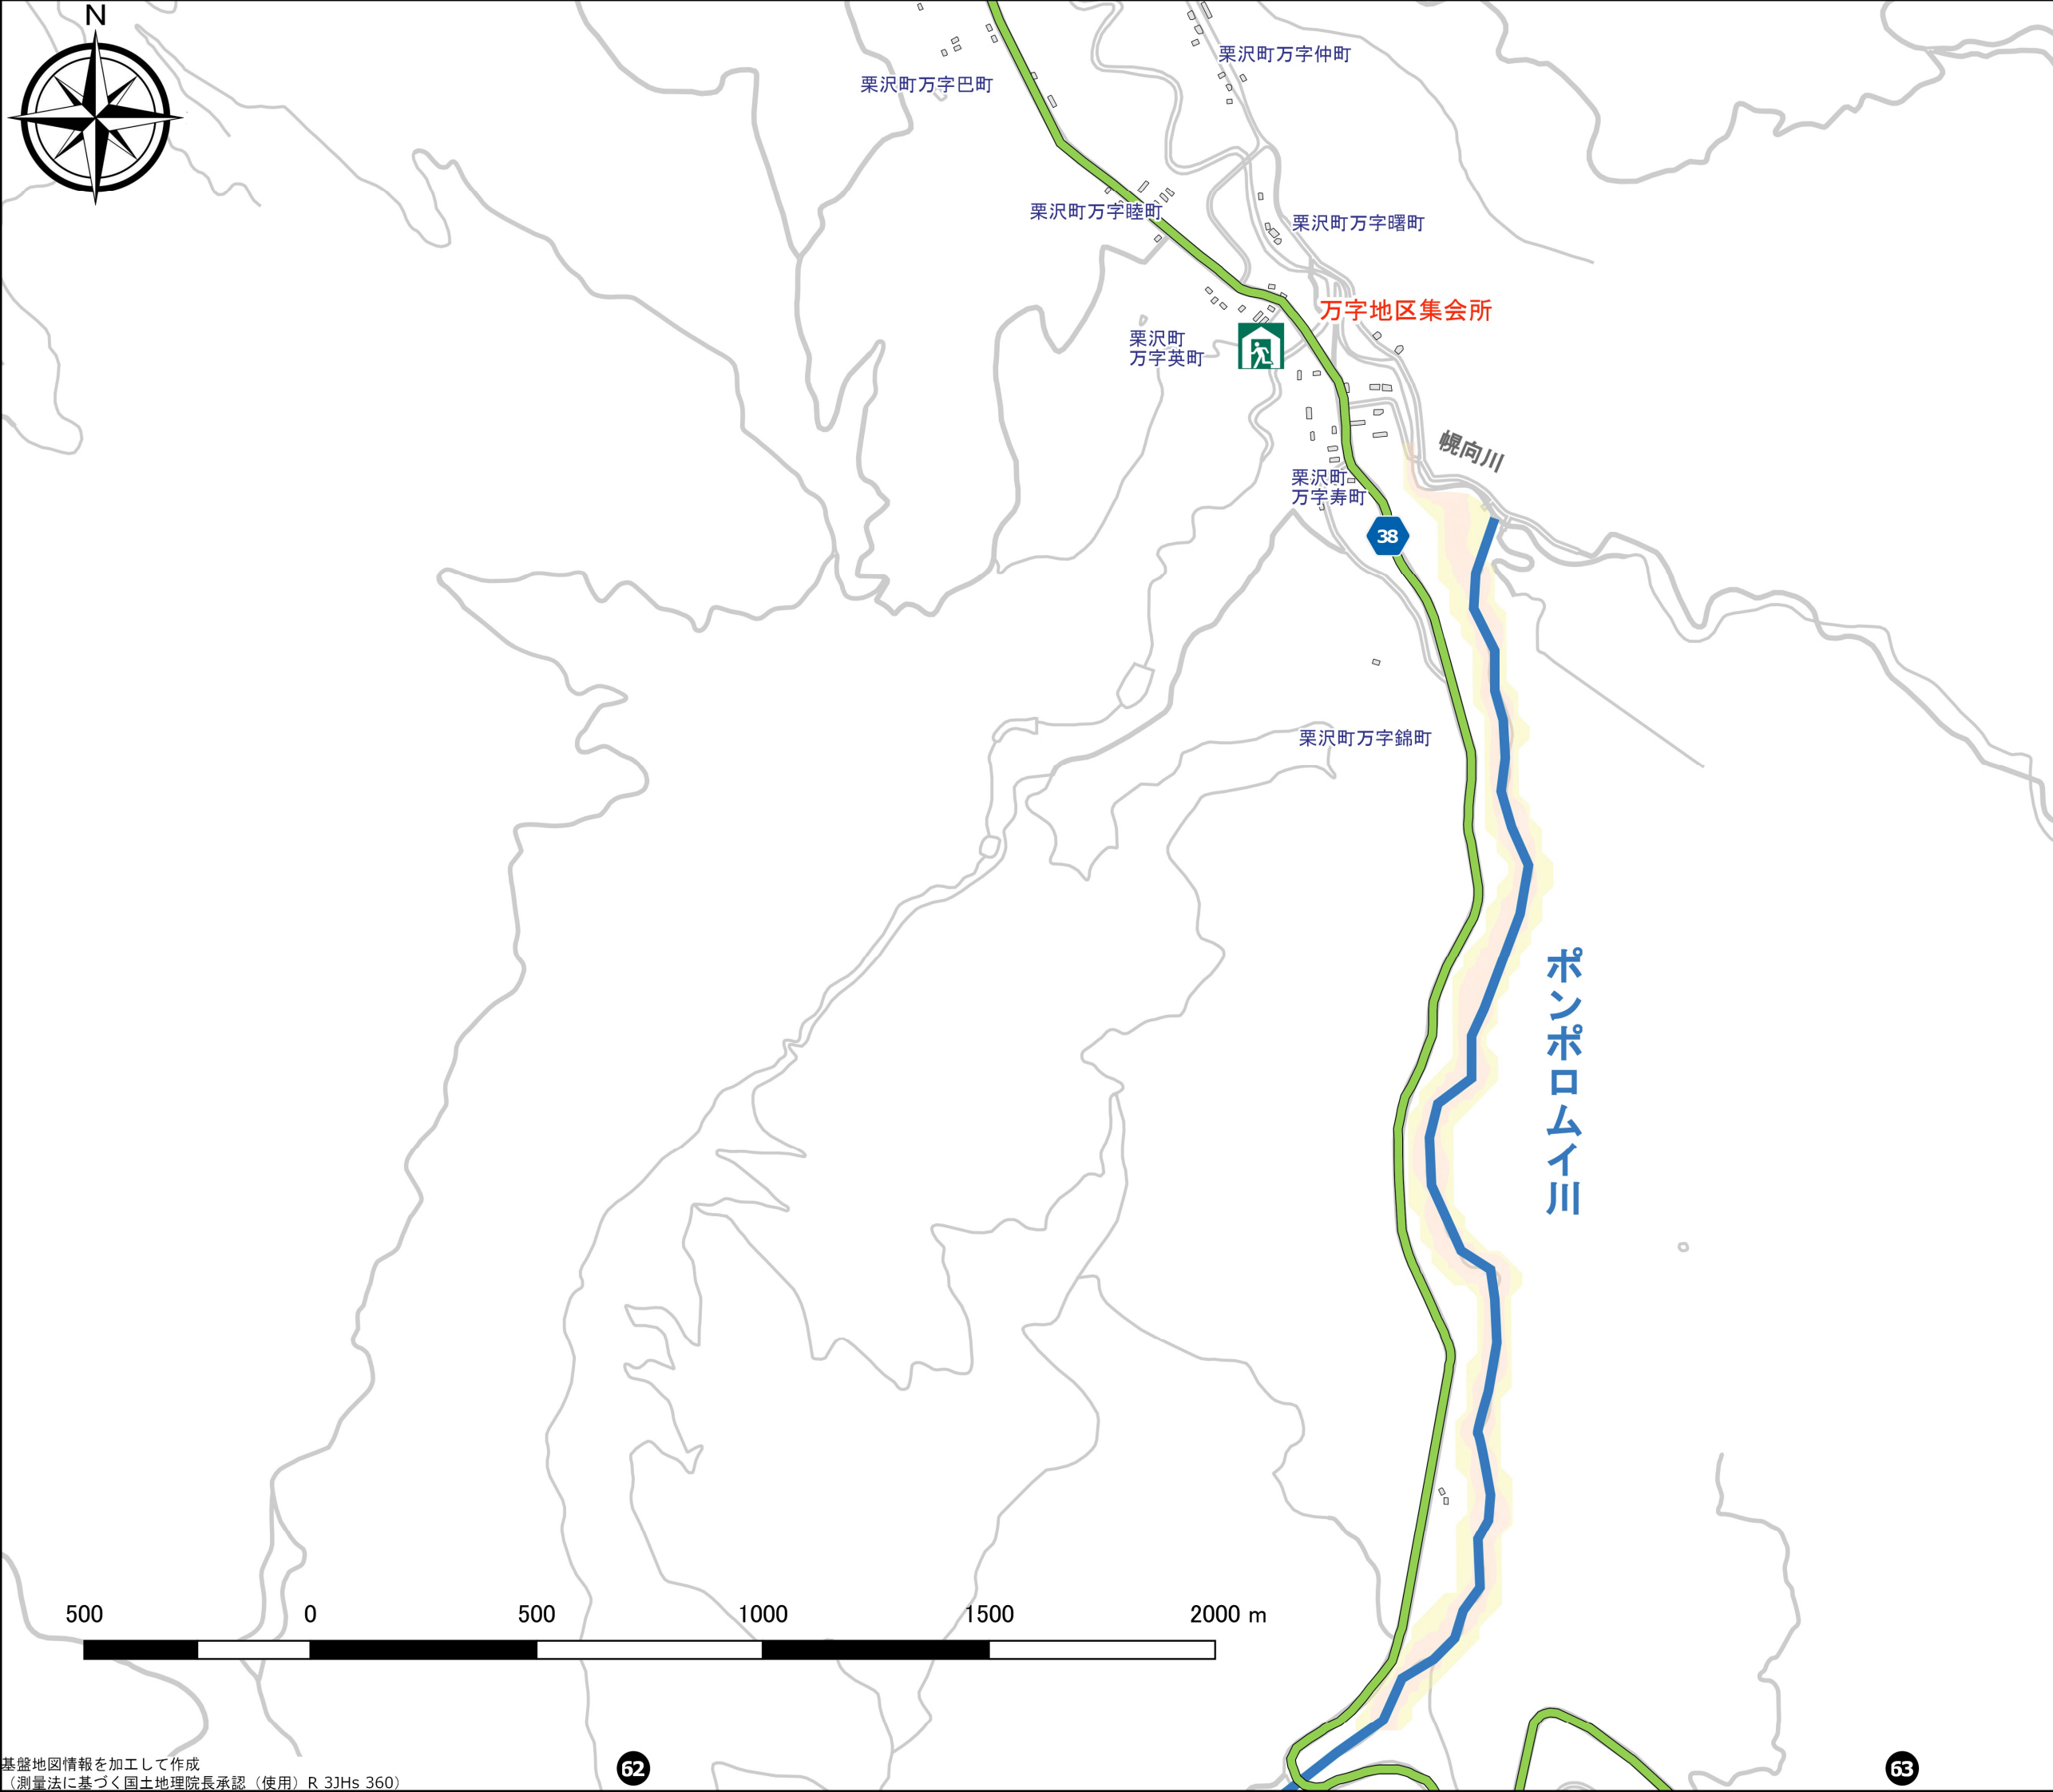 N
栗沢町万字仲町
栗沢町万字巴町
栗沢町万字睦町
栗沢町万字曙町
万字地区集会所
栗沢町
万字英町
幌向川
栗沢町
万字寿町
38
栗沢町万字錦町
ポンポロムイ川
500 0 500 1000 1500 2000 m
基盤地図情報を加工して作成
（測量法に基づく国土地理院長承認（使用）R 3JHs 360）
62
63